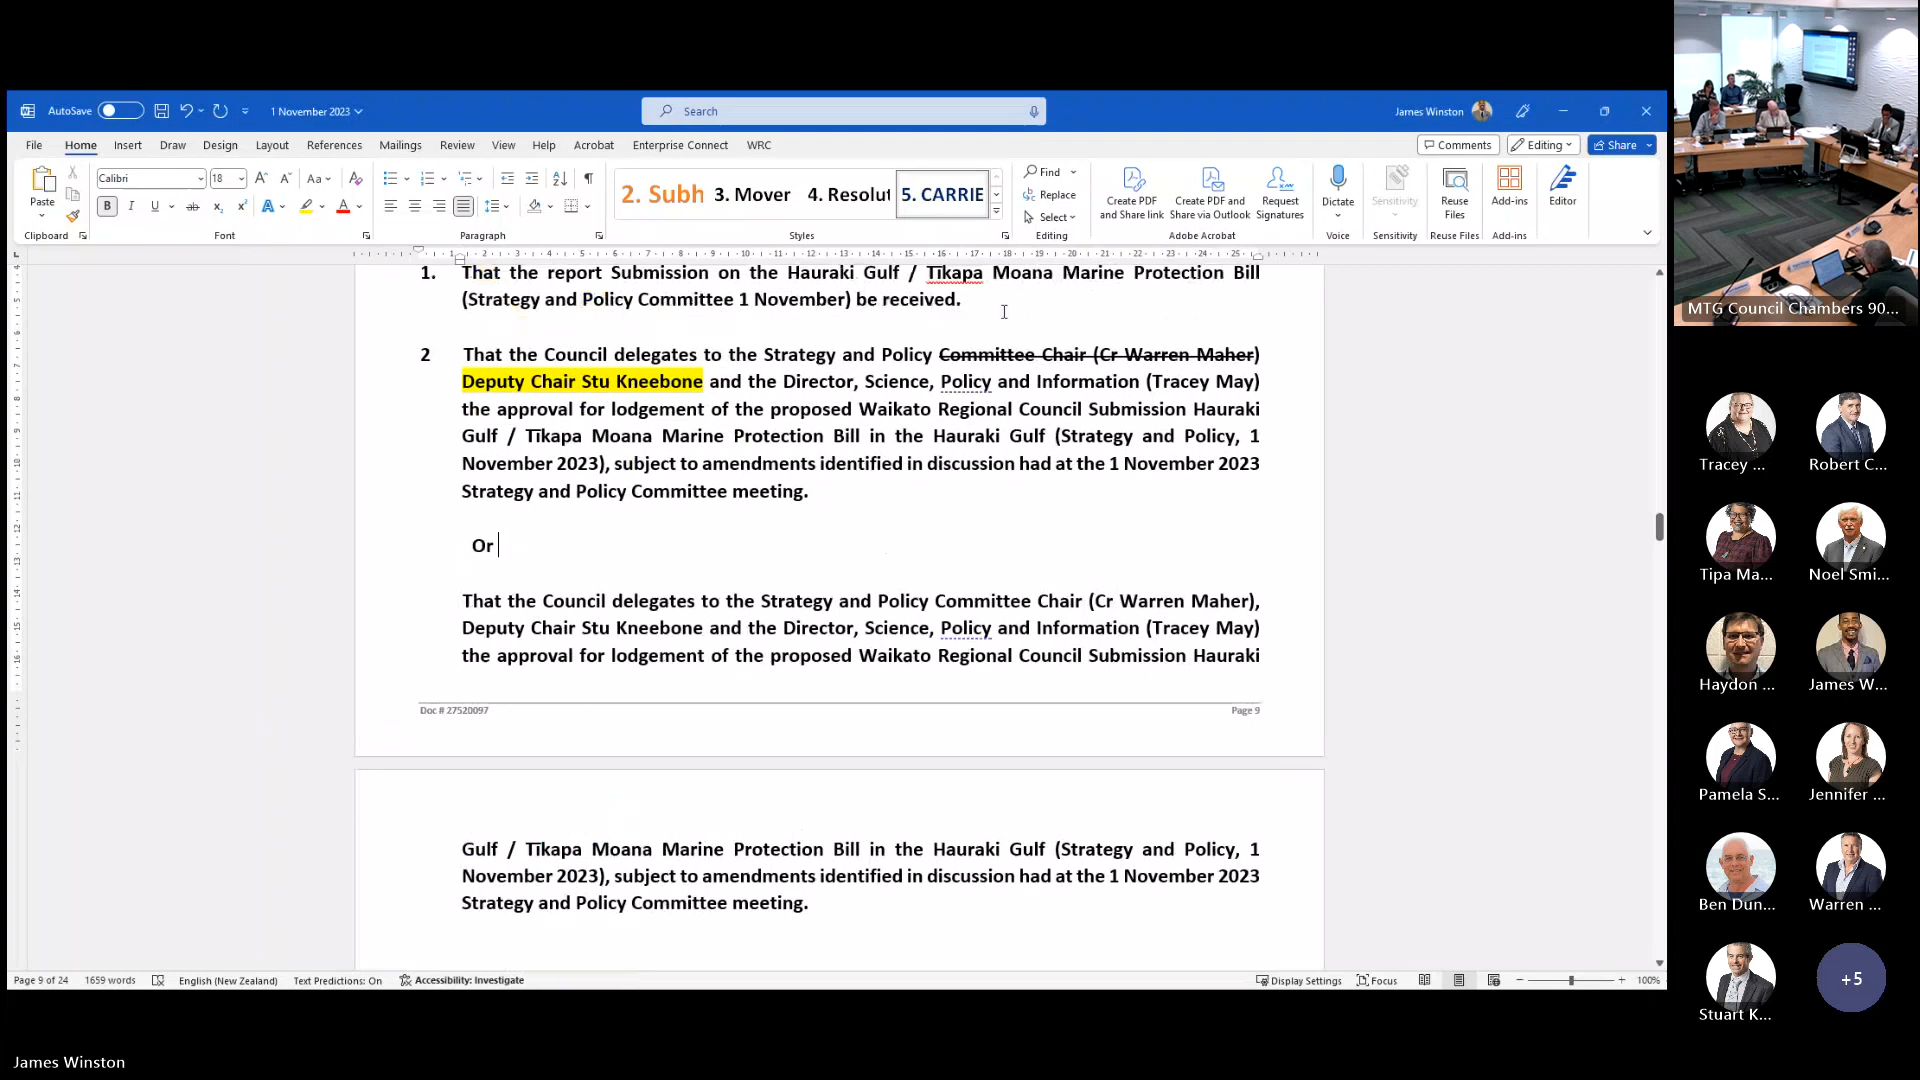 AutoSave
1 November 2023
Search
James Winston
File Home Insert Draw Design Layout References Mailings Review View Help Acrobat Enterprise Connect WRC
Comments Editing Share
Paste
Calibri 18
2. Subh 3. Mover 4. Resolut 5. CARRIE
Find
Replace
Select
Create PDF and Share link
Create PDF and Share via Outlook
Request Signatures
Dictate
Sensitivity
Reuse Files
Add-ins
Editor
Clipboard Font Paragraph Styles Editing Adobe Acrobat Voice Sensitivity Reuse Files Add-ins
1. That the report Submission on the Hauraki Gulf / Tīkapa Moana Marine Protection Bill
(Strategy and Policy Committee 1 November) be received.
2 That the Council delegates to the Strategy and Policy Committee Chair (Cr Warren Maher)
Deputy Chair Stu Kneebone and the Director, Science, Policy and Information (Tracey May)
the approval for lodgement of the proposed Waikato Regional Council Submission Hauraki
Gulf / Tīkapa Moana Marine Protection Bill in the Hauraki Gulf (Strategy and Policy, 1
November 2023), subject to amendments identified in discussion had at the 1 November 2023
Strategy and Policy Committee meeting.
Or
That the Council delegates to the Strategy and Policy Committee Chair (Cr Warren Maher),
Deputy Chair Stu Kneebone and the Director, Science, Policy and Information (Tracey May)
the approval for lodgement of the proposed Waikato Regional Council Submission Hauraki
Doc # 27520097 Page 9
Gulf / Tīkapa Moana Marine Protection Bill in the Hauraki Gulf (Strategy and Policy, 1
November 2023), subject to amendments identified in discussion had at the 1 November 2023
Strategy and Policy Committee meeting.
Page 9 of 24 1659 words English (New Zealand) Text Predictions: On Accessibility: Investigate Display Settings Focus 100%
James Winston
MTG Council Chambers 90...
Tracey ... Robert C...
Tipa Ma... Noel Smi...
Haydon ... James W...
Pamela S... Jennifer ...
Ben Dun... Warren ...
Stuart K... +5